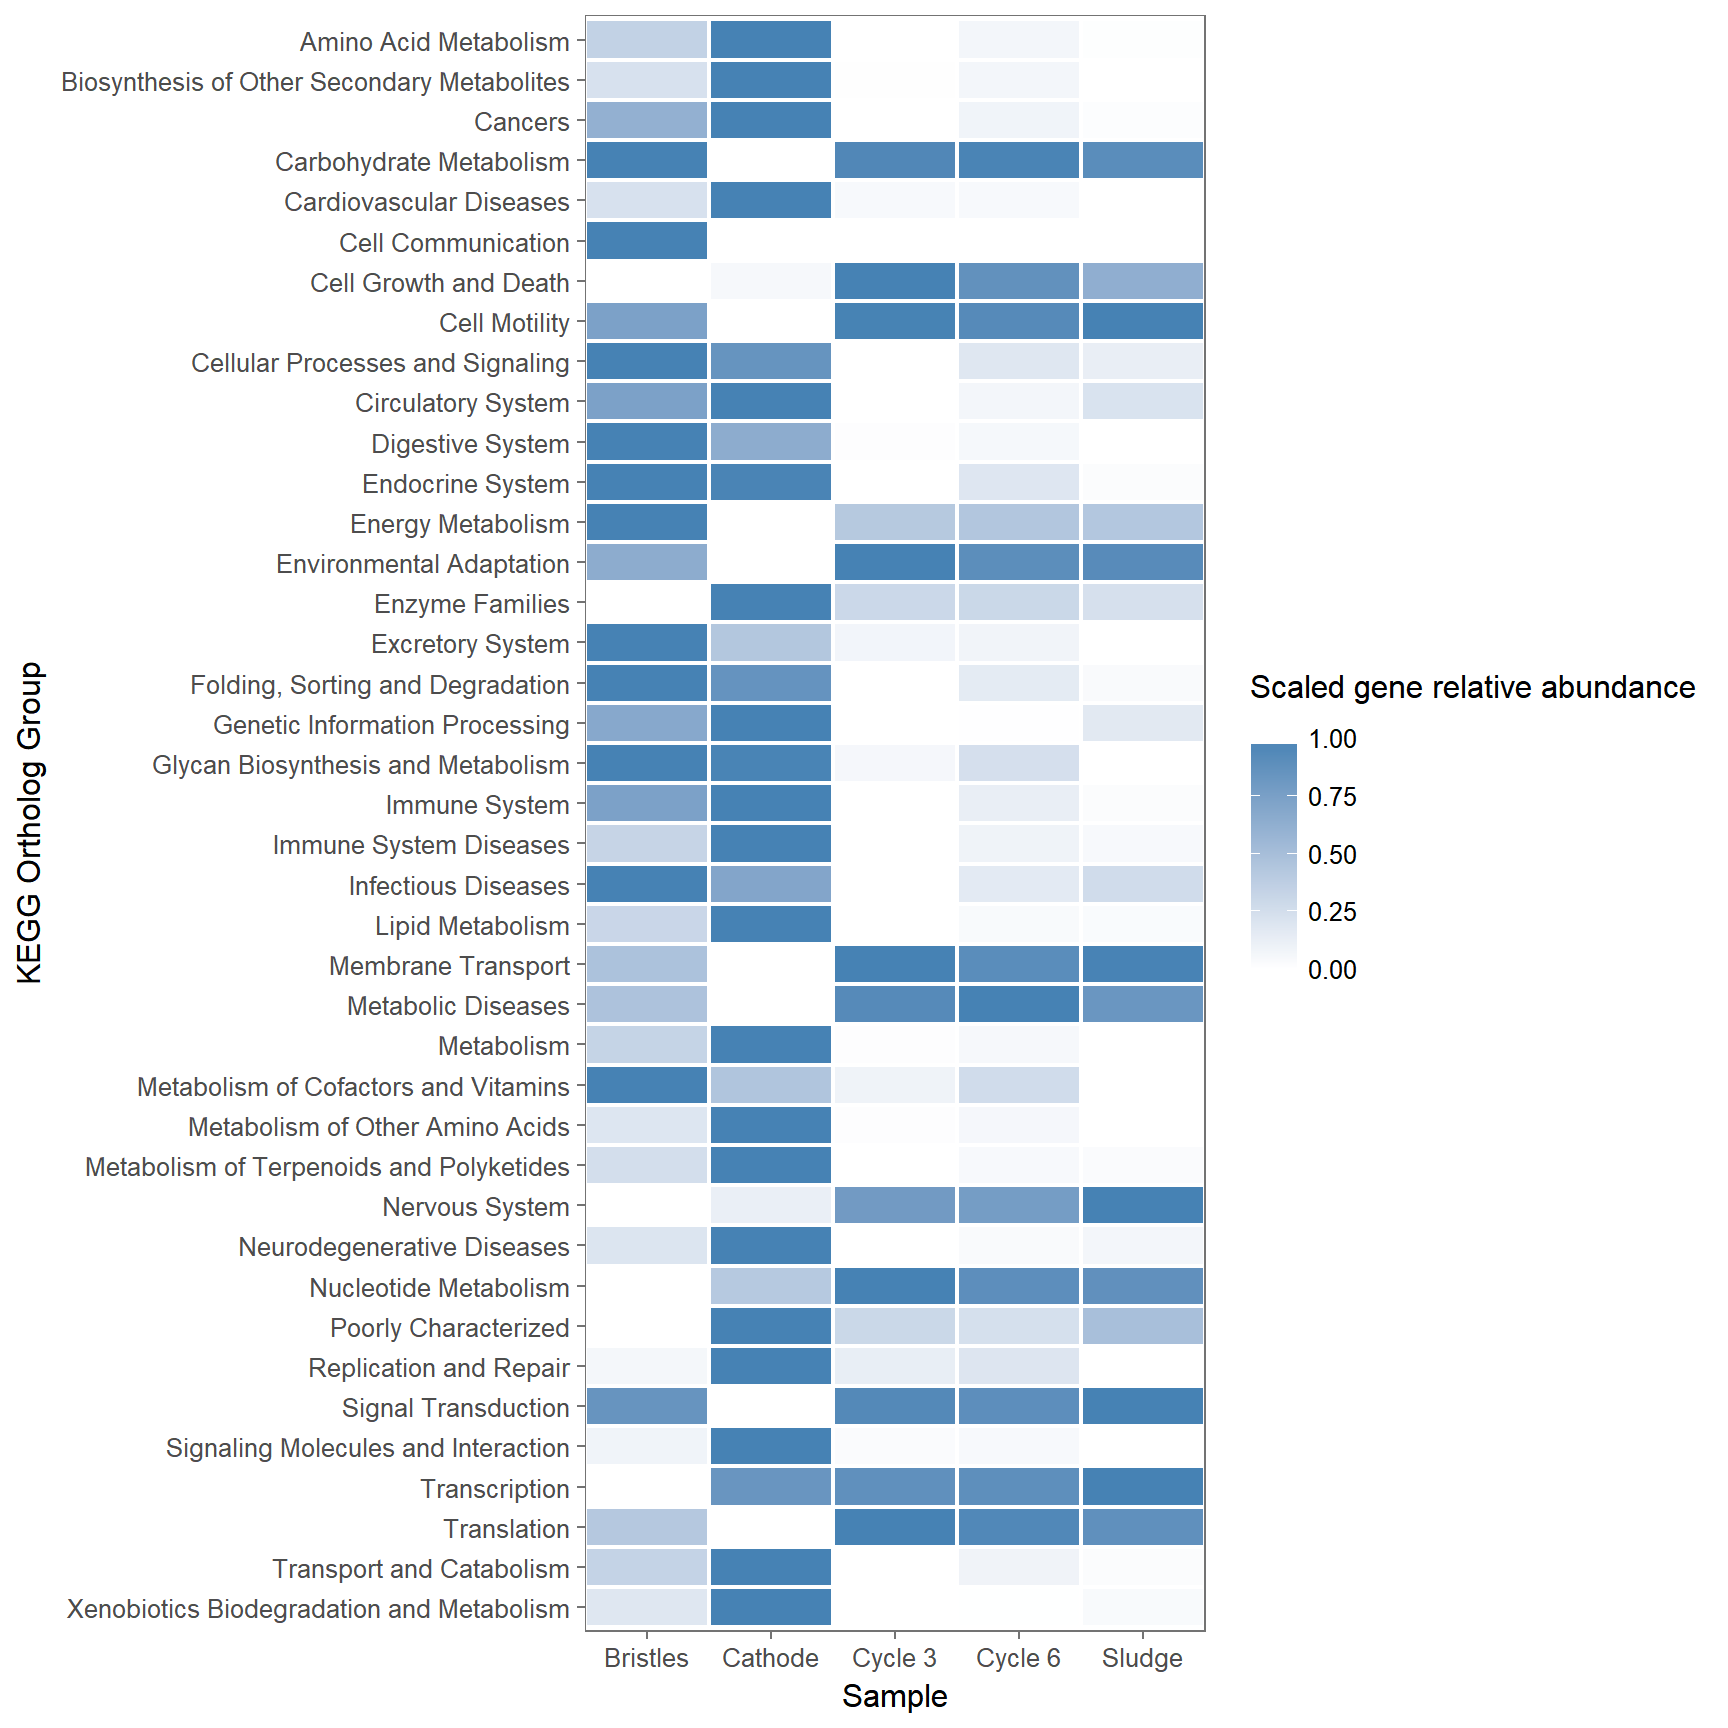 Amino Acid Metabolism
Biosynthesis of Other Secondary Metabolites
Cancers
Carbohydrate Metabolism
Cardiovascular Diseases
Cell Communication
Cell Growth and Death
Cell Motility
Cellular Processes and Signaling
Circulatory System
Digestive System
Endocrine System
Energy Metabolism
Environmental Adaptation
Enzyme Families
Excretory System
Folding, Sorting and Degradation
Genetic Information Processing
Glycan Biosynthesis and Metabolism
Immune System
Immune System Diseases
Infectious Diseases
Lipid Metabolism
Membrane Transport
Metabolic Diseases
Metabolism
Metabolism of Cofactors and Vitamins
Metabolism of Other Amino Acids
Metabolism of Terpenoids and Polyketides
Nervous System
Neurodegenerative Diseases
Nucleotide Metabolism
Poorly Characterized
Replication and Repair
Signal Transduction
Signaling Molecules and Interaction
Transcription
Translation
Transport and Catabolism
Xenobiotics Biodegradation and Metabolism
KEGG Ortholog Group
Bristles Cathode Cycle 3 Cycle 6 Sludge
Sample
Scaled gene relative abundance
1.00
0.75
0.50
0.25
0.00